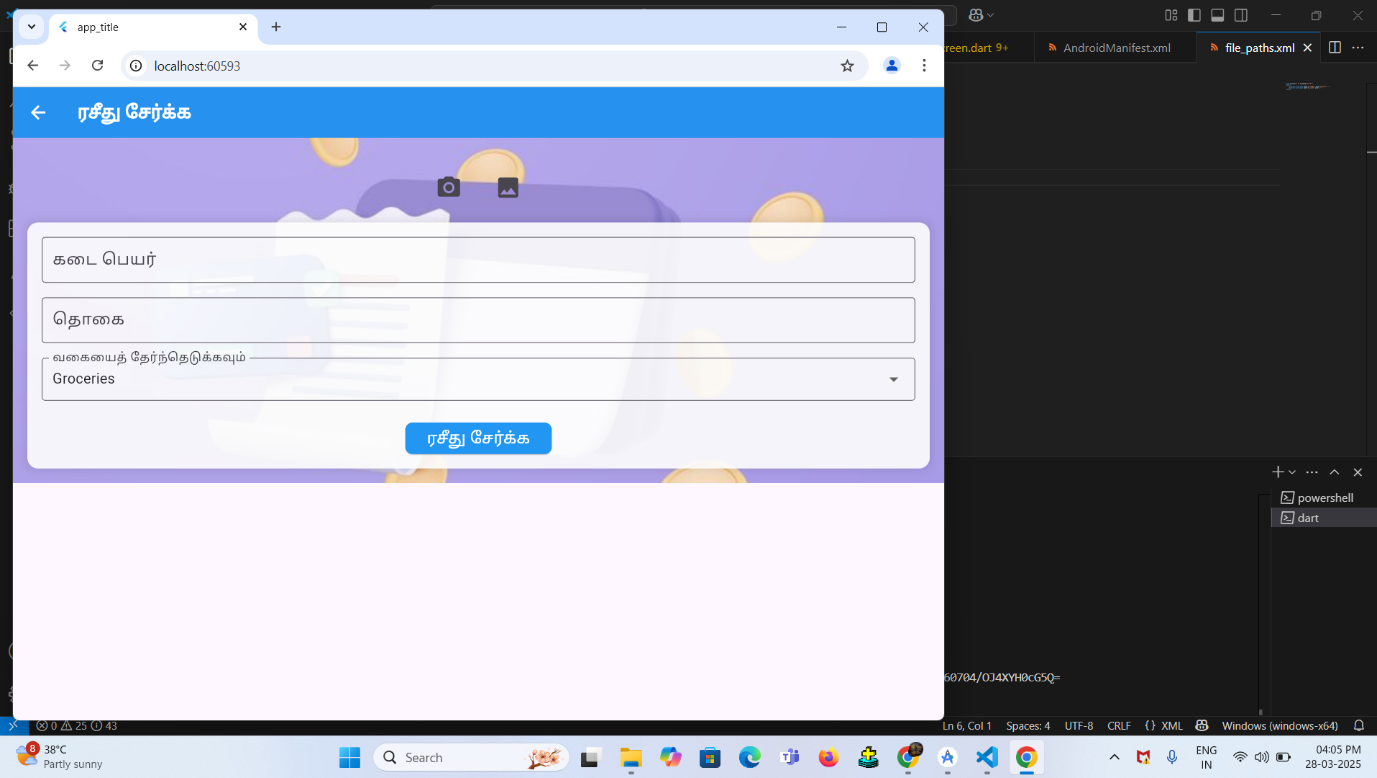 app_title
localhost:60593
reen.dart 9+
AndroidManifest.xml
file_paths.xml
ரசீது சேர்க்க
கடை பெயர்
தொகை
வகையைத் தேர்ந்தெடுக்கவும்
Groceries
ரசீது சேர்க்க
powershell
dart
60704/OJ4XYH0cG5Q=
0 25 43
Ln 6, Col 1 Spaces: 4 UTF-8 CRLF {} XML Windows (windows-x64)
8
38°C
Partly sunny
Search
ENG
IN
04:05 PM
28-03-2025